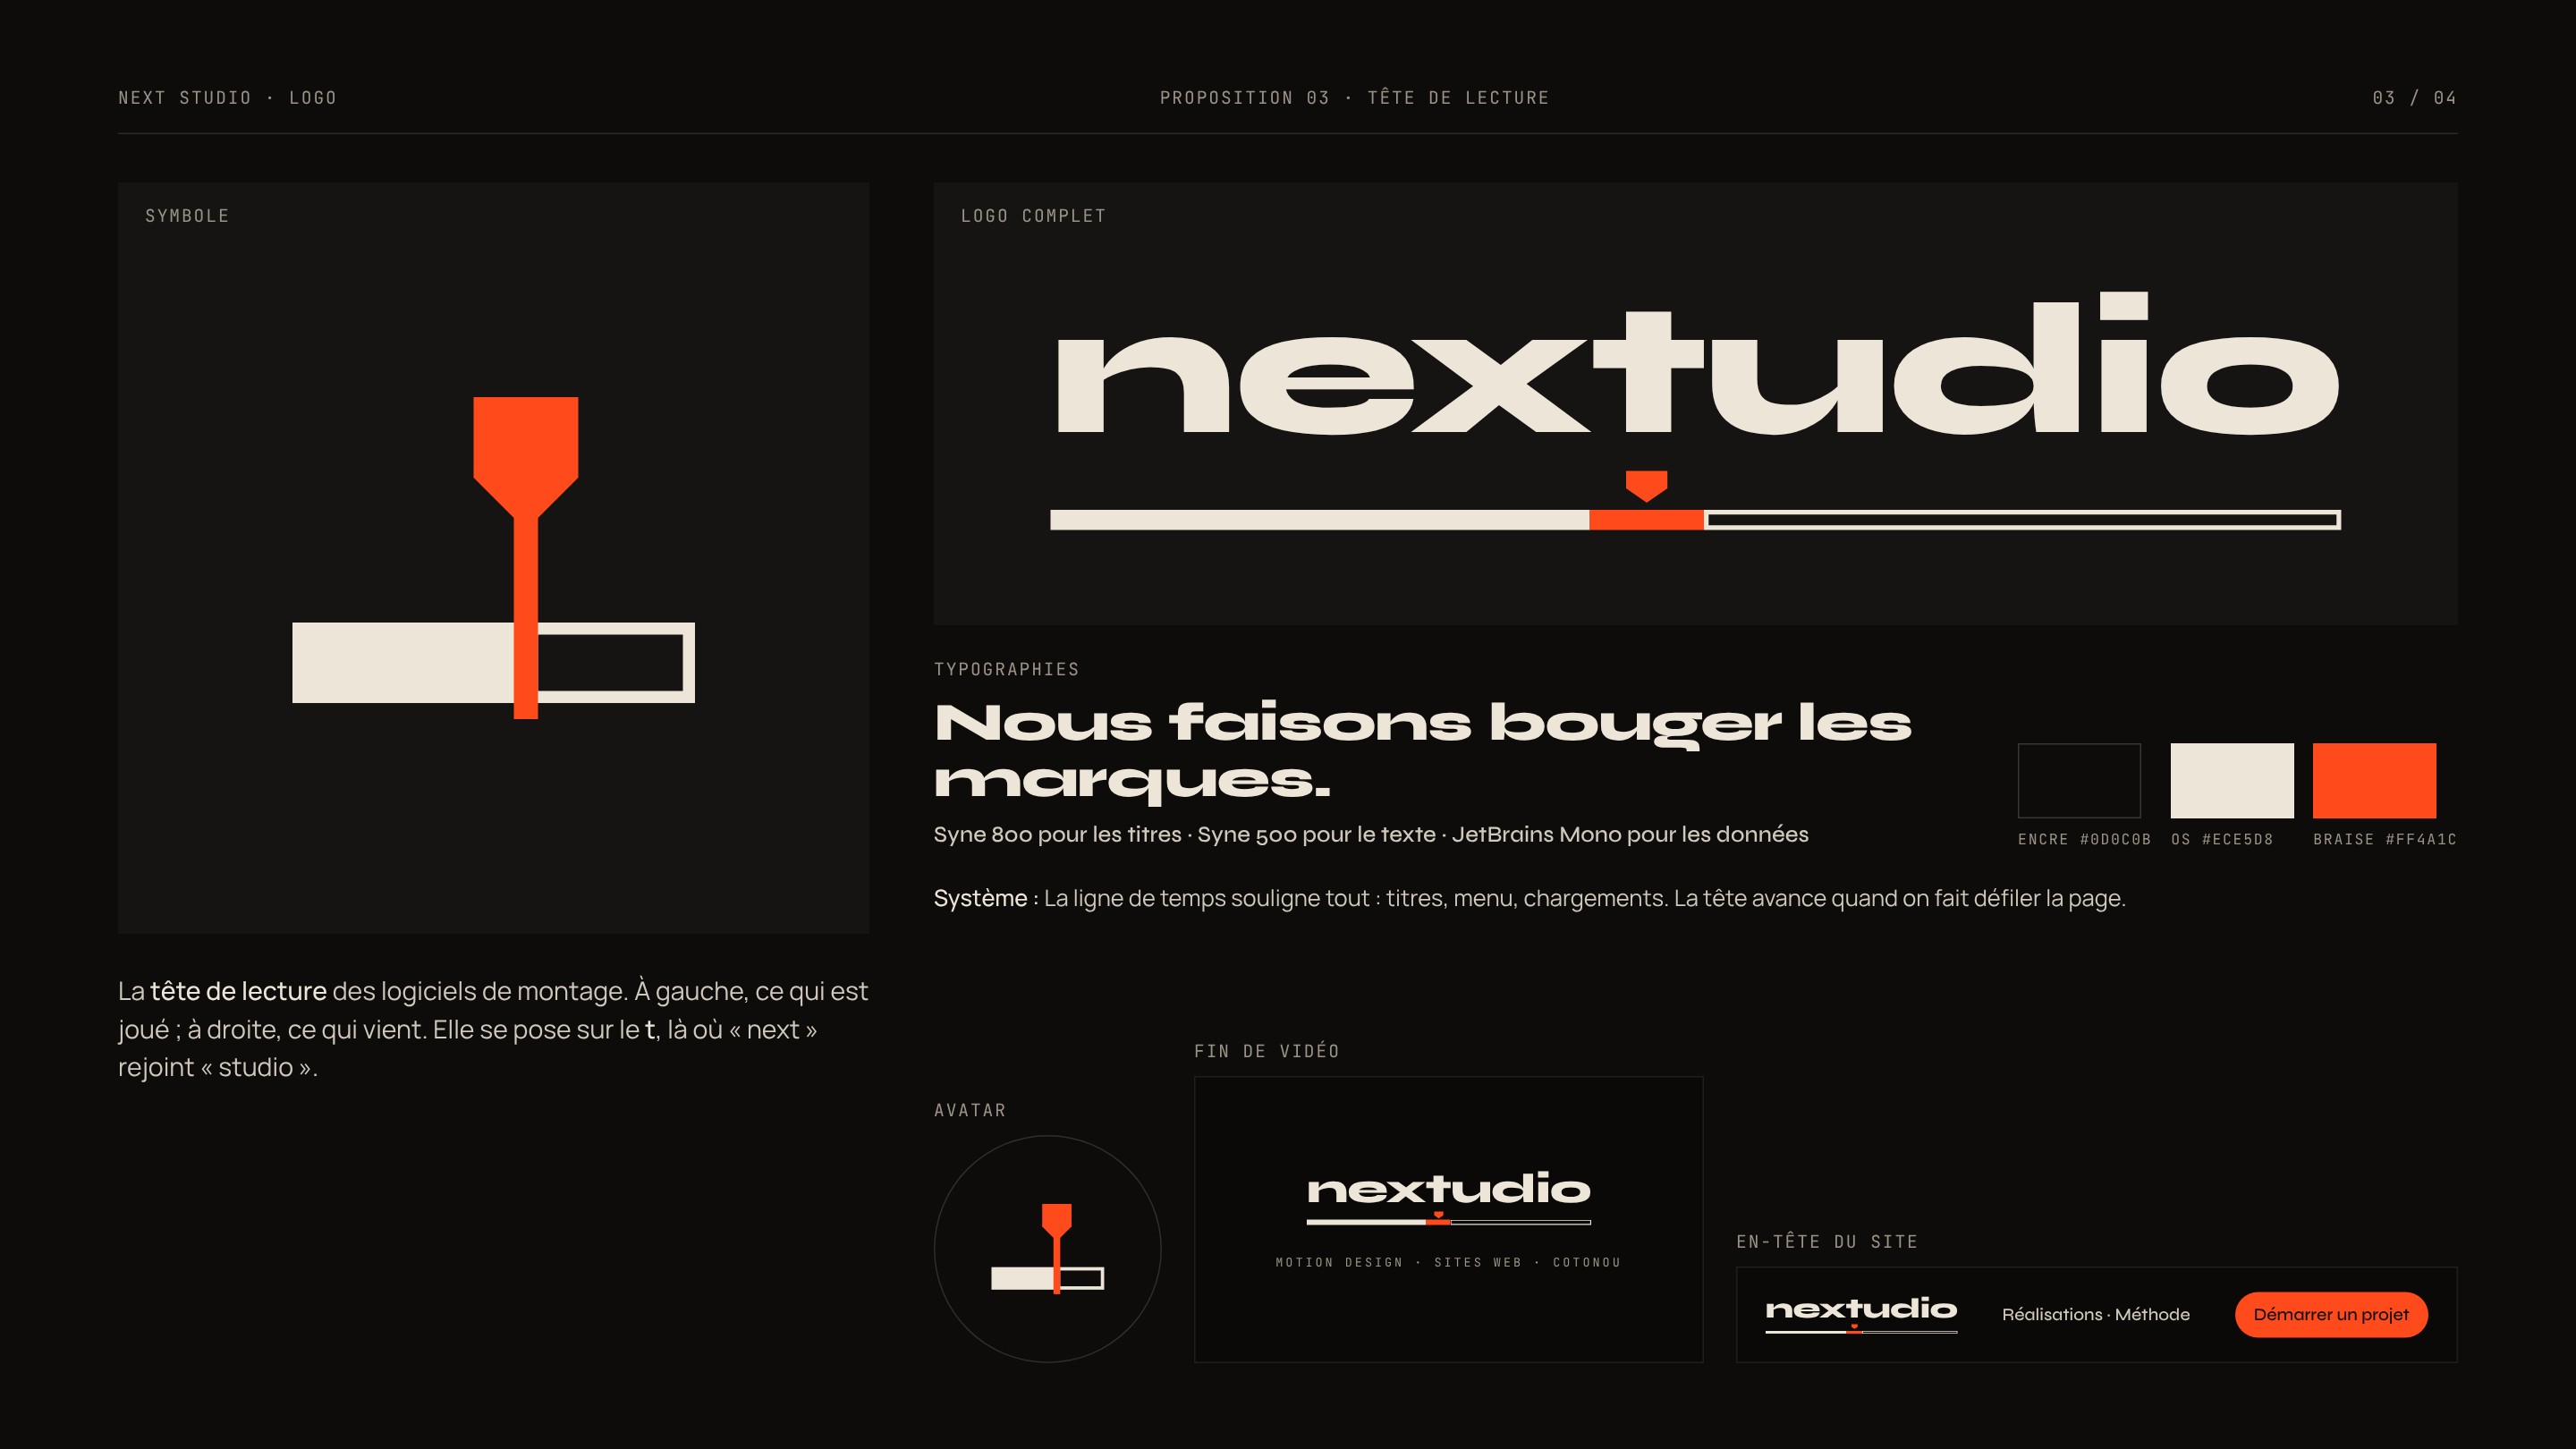 NEXT STUDIO · LOGO
PROPOSITION 03 · TÊTE DE LECTURE
03 / 04
SYMBOLE
La tête de lecture des logiciels de montage. À gauche, ce qui est
joué ; à droite, ce qui vient. Elle se pose sur le t, là où « next »
rejoint « studio ».
LOGO COMPLET
nextudio
TYPOGRAPHIES
Nous faisons bouger les
marques.
Syne 800 pour les titres · Syne 500 pour le texte · JetBrains Mono pour les données
ENCRE #0D0C0B
OS #ECE5D8
BRAISE #FF4A1C
Système : La ligne de temps souligne tout : titres, menu, chargements. La tête avance quand on fait défiler la page.
AVATAR
FIN DE VIDÉO
nextudio
MOTION DESIGN · SITES WEB · COTONOU
EN-TÊTE DU SITE
nextudio
Réalisations · Méthode
Démarrer un projet